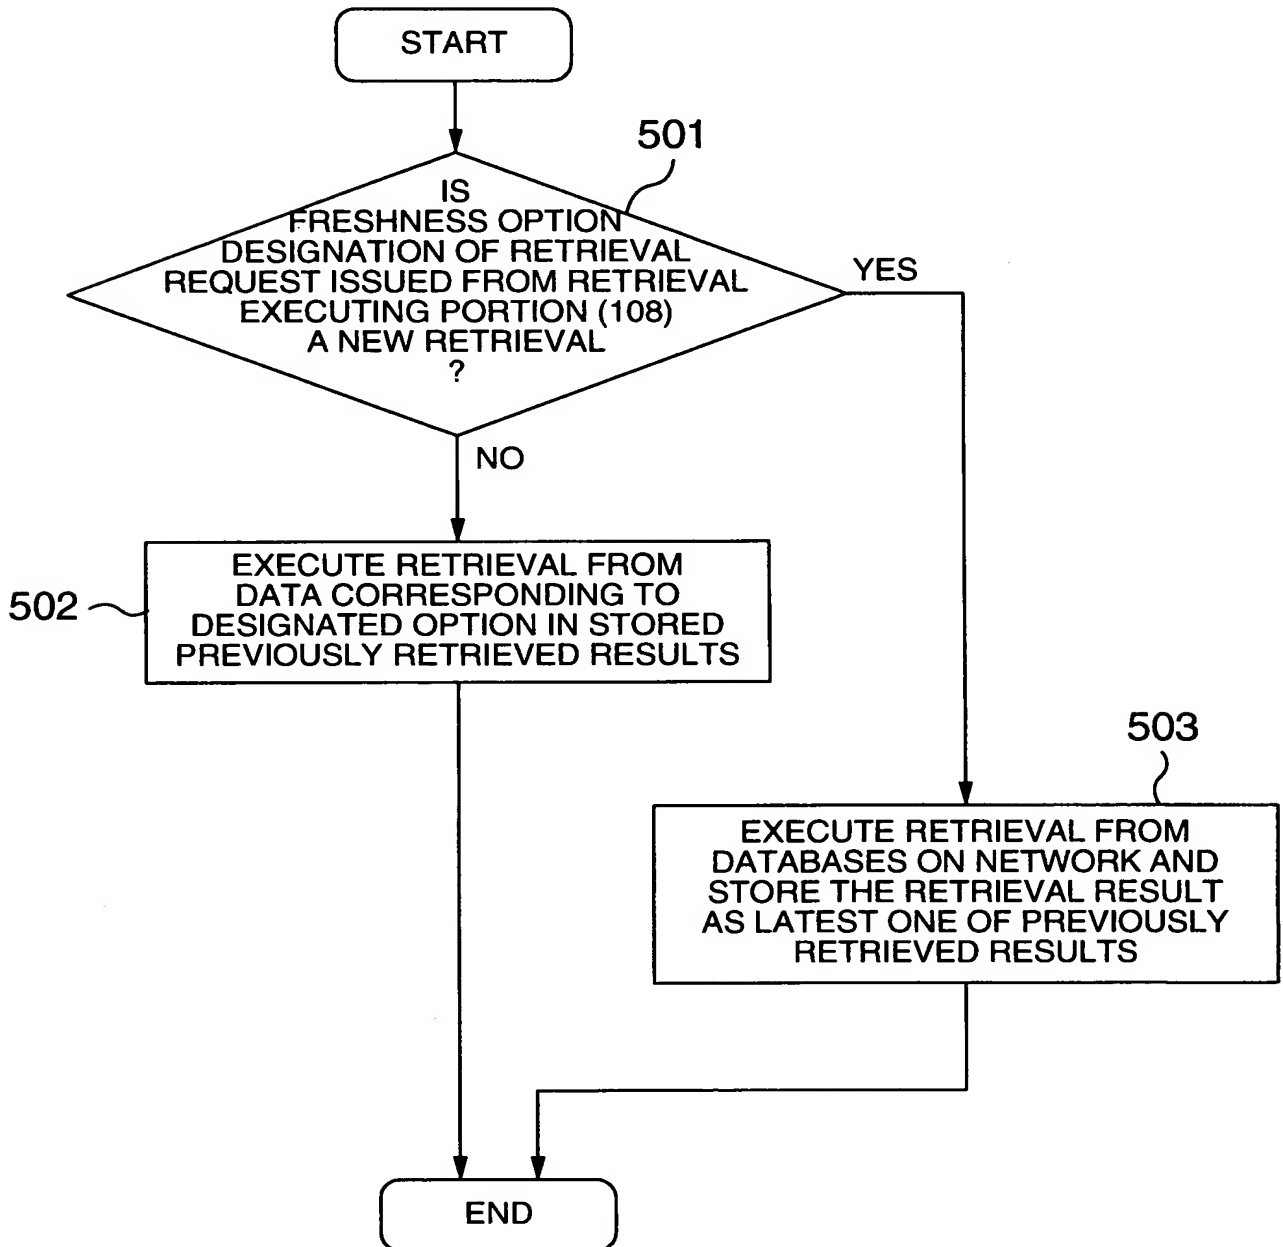 START
501
IS
FRESHNESS OPTION
DESIGNATION OF RETRIEVAL
REQUEST ISSUED FROM RETRIEVAL
EXECUTING PORTION (108)
A NEW RETRIEVAL
?
YES
NO
502
EXECUTE RETRIEVAL FROM
DATA CORRESPONDING TO
DESIGNATED OPTION IN STORED
PREVIOUSLY RETRIEVED RESULTS
503
EXECUTE RETRIEVAL FROM
DATABASES ON NETWORK AND
STORE THE RETRIEVAL RESULT
AS LATEST ONE OF PREVIOUSLY
RETRIEVED RESULTS
END